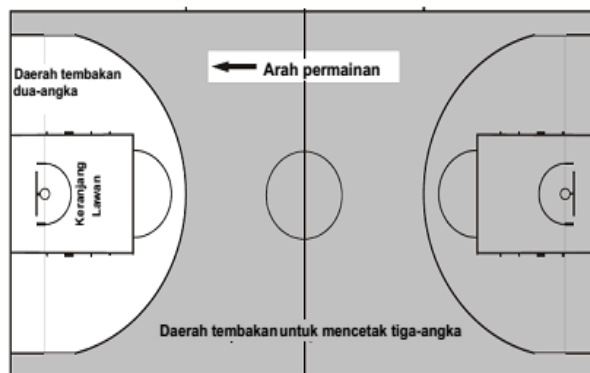 Arah permainan
Daerah tembakan
dua-angka
Keranjang
Lawan
Daerah tembakan untuk mencetak tiga-angka